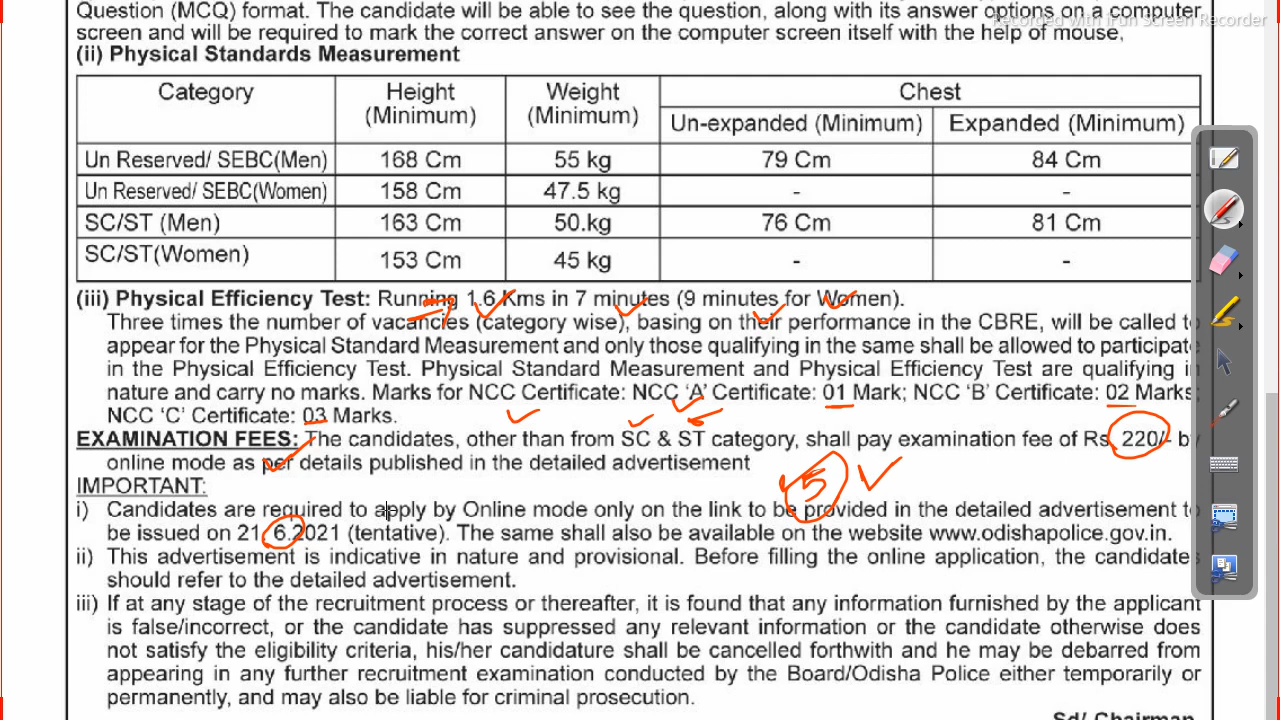 Question (MCQ) format. The candidate will be able to see the question, along with its answer options on a computer
Recorded with iFun Screen Recorder
screen and will be required to mark the correct answer on the computer screen itself with the help of mouse,
(ii) Physical Standards Measurement
Category Height (Minimum) Weight (Minimum) Chest
Un-expanded (Minimum) Expanded (Minimum)
Un Reserved/ SEBC(Men) 168 Cm 55 kg 79 Cm 84 Cm
Un Reserved/ SEBC(Women) 158 Cm 47.5 kg - -
SC/ST (Men) 163 Cm 50.kg 76 Cm 81 Cm
SC/ST(Women) 153 Cm 45 kg - -
(iii) Physical Efficiency Test: Running 1.6 Kms in 7 minutes (9 minutes for Women).
Three times the number of vacancies (category wise), basing on their performance in the CBRE, will be called to
appear for the Physical Standard Measurement and only those qualifying in the same shall be allowed to participate
in the Physical Efficiency Test. Physical Standard Measurement and Physical Efficiency Test are qualifying in
nature and carry no marks. Marks for NCC Certificate: NCC ‘A’ Certificate: 01 Mark; NCC ‘B’ Certificate: 02 Marks;
NCC ‘C’ Certificate: 03 Marks.
EXAMINATION FEES: The candidates, other than from SC & ST category, shall pay examination fee of Rs 220/- by
online mode as per details published in the detailed advertisement
5
IMPORTANT:
i) Candidates are required to apply by Online mode only on the link to be provided in the detailed advertisement to
be issued on 21.6.2021 (tentative). The same shall also be available on the website www.odishapolice.gov.in.
ii) This advertisement is indicative in nature and provisional. Before filling the online application, the candidates
should refer to the detailed advertisement.
iii) If at any stage of the recruitment process or thereafter, it is found that any information furnished by the applicant
is false/incorrect, or the candidate has suppressed any relevant information or the candidate otherwise does
not satisfy the eligibility criteria, his/her candidature shall be cancelled forthwith and he may be debarred from
appearing in any further recruitment examination conducted by the Board/Odisha Police either temporarily or
permanently, and may also be liable for criminal prosecution.
Sd/ Chairman